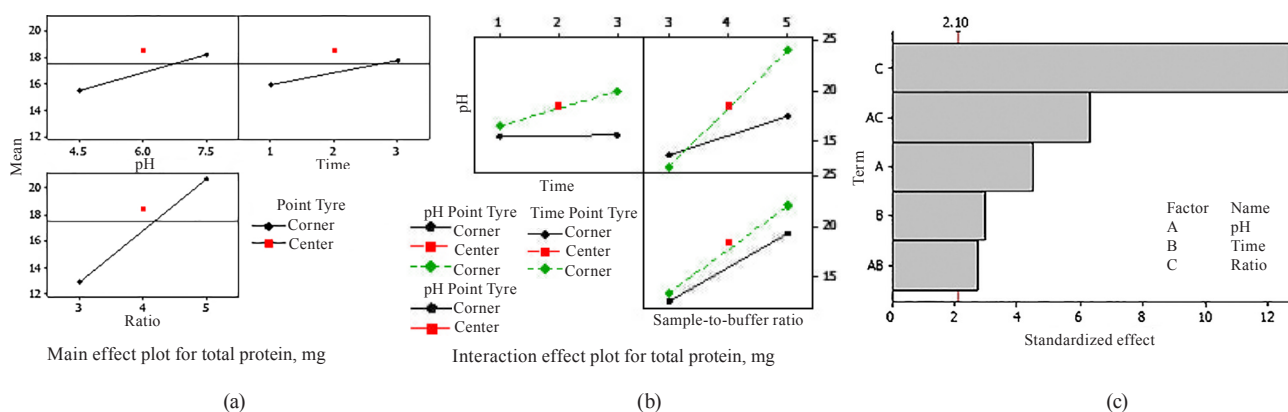 20
18
16
14
12
4.5 6.0 7.5
pH
1 2 3
Time
Mean
20
18
16
14
12
3 4 5
Ratio
Point Tyre
Corner
Center
Main effect plot for total protein, mg
(a)
1 2 3
3 4 5
25
20
15
pH
Time
25
20
15
pH Point Tyre
Corner
Center
Corner
pH Point Tyre
Corner
Center
Time Point Tyre
Corner
Center
Corner
Sample-to-buffer ratio
Interaction effect plot for total protein, mg
(b)
2.10
C
AC
A
B
AB
Term
Factor Name
A pH
B Time
C Ratio
0 2 4 6 8 10 12
Standardized effect
(c)